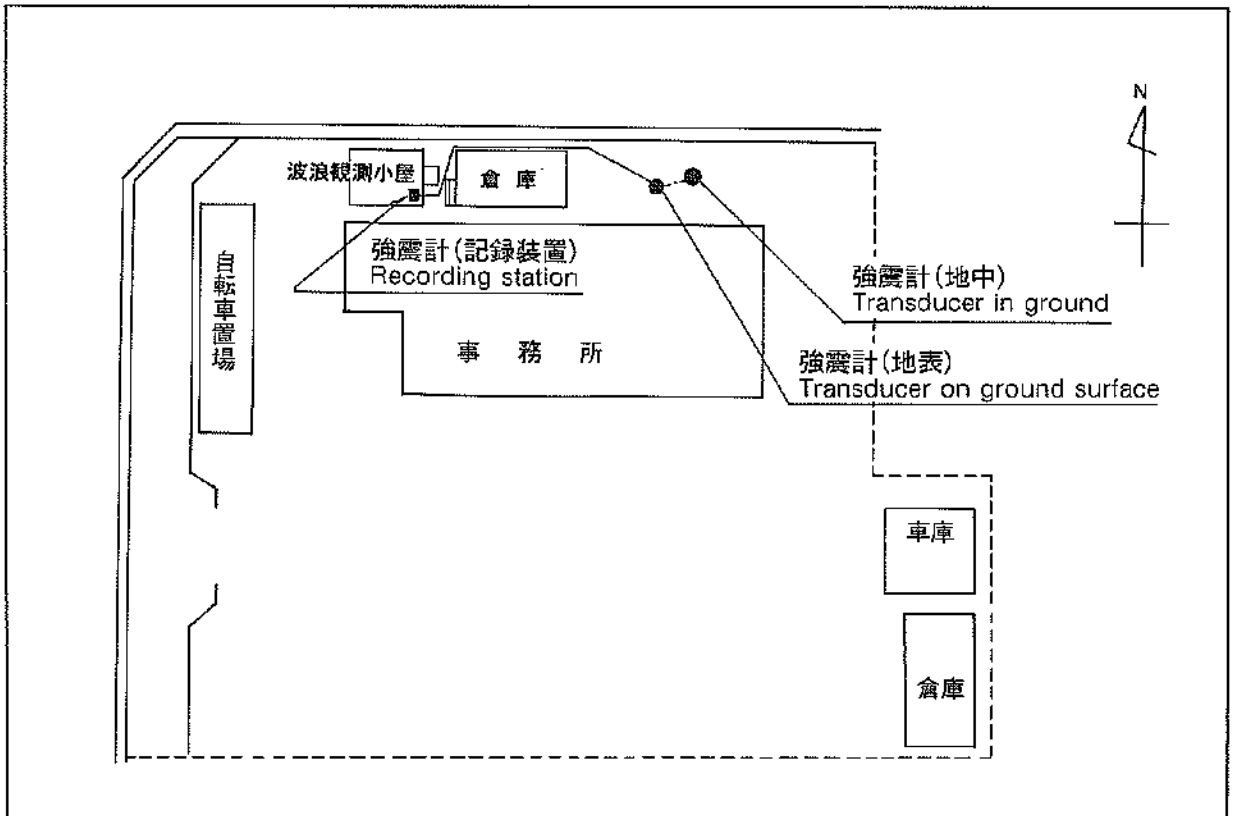 N
波浪観測小屋
倉庫
強震計(記録装置)
Recording station
自転車置場
強震計(地中)
Transducer in ground
事務所
強震計(地表)
Transducer on ground surface
車庫
倉庫